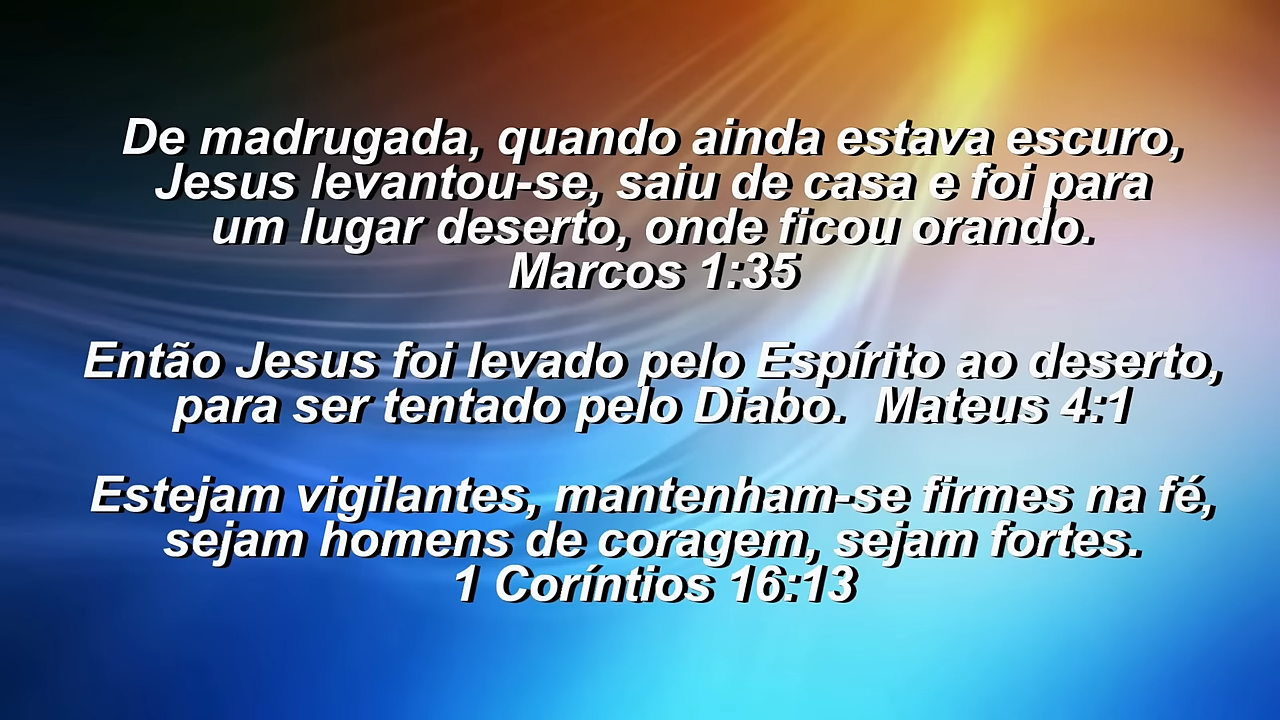 De madrugada, quando ainda estava escuro,
Jesus levantou-se, saiu de casa e foi para
um lugar deserto, onde ficou orando.
Marcos 1:35
Então Jesus foi levado pelo Espírito ao deserto,
para ser tentado pelo Diabo.  Mateus 4:1
Estejam vigilantes, mantenham-se firmes na fé,
sejam homens de coragem, sejam fortes.
1 Coríntios 16:13